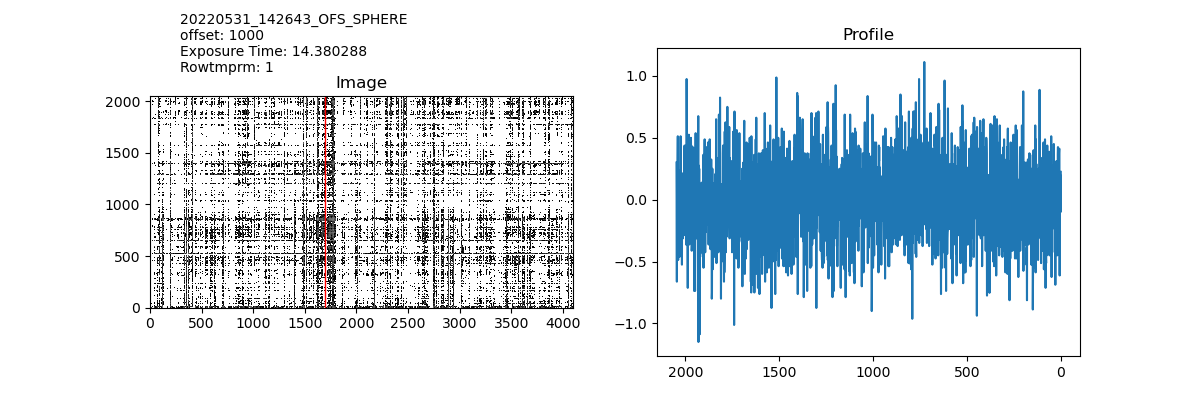 20220531_142643_OFS_SPHERE
offset: 1000
Exposure Time: 14.380288
Rowtmprm: 1
Image
2000
1500
1000
500
0
0 500 1000 1500 2000 2500 3000 3500 4000
Profile
1.0
0.5
0.0
−0.5
−1.0
2000 1500 1000 500 0